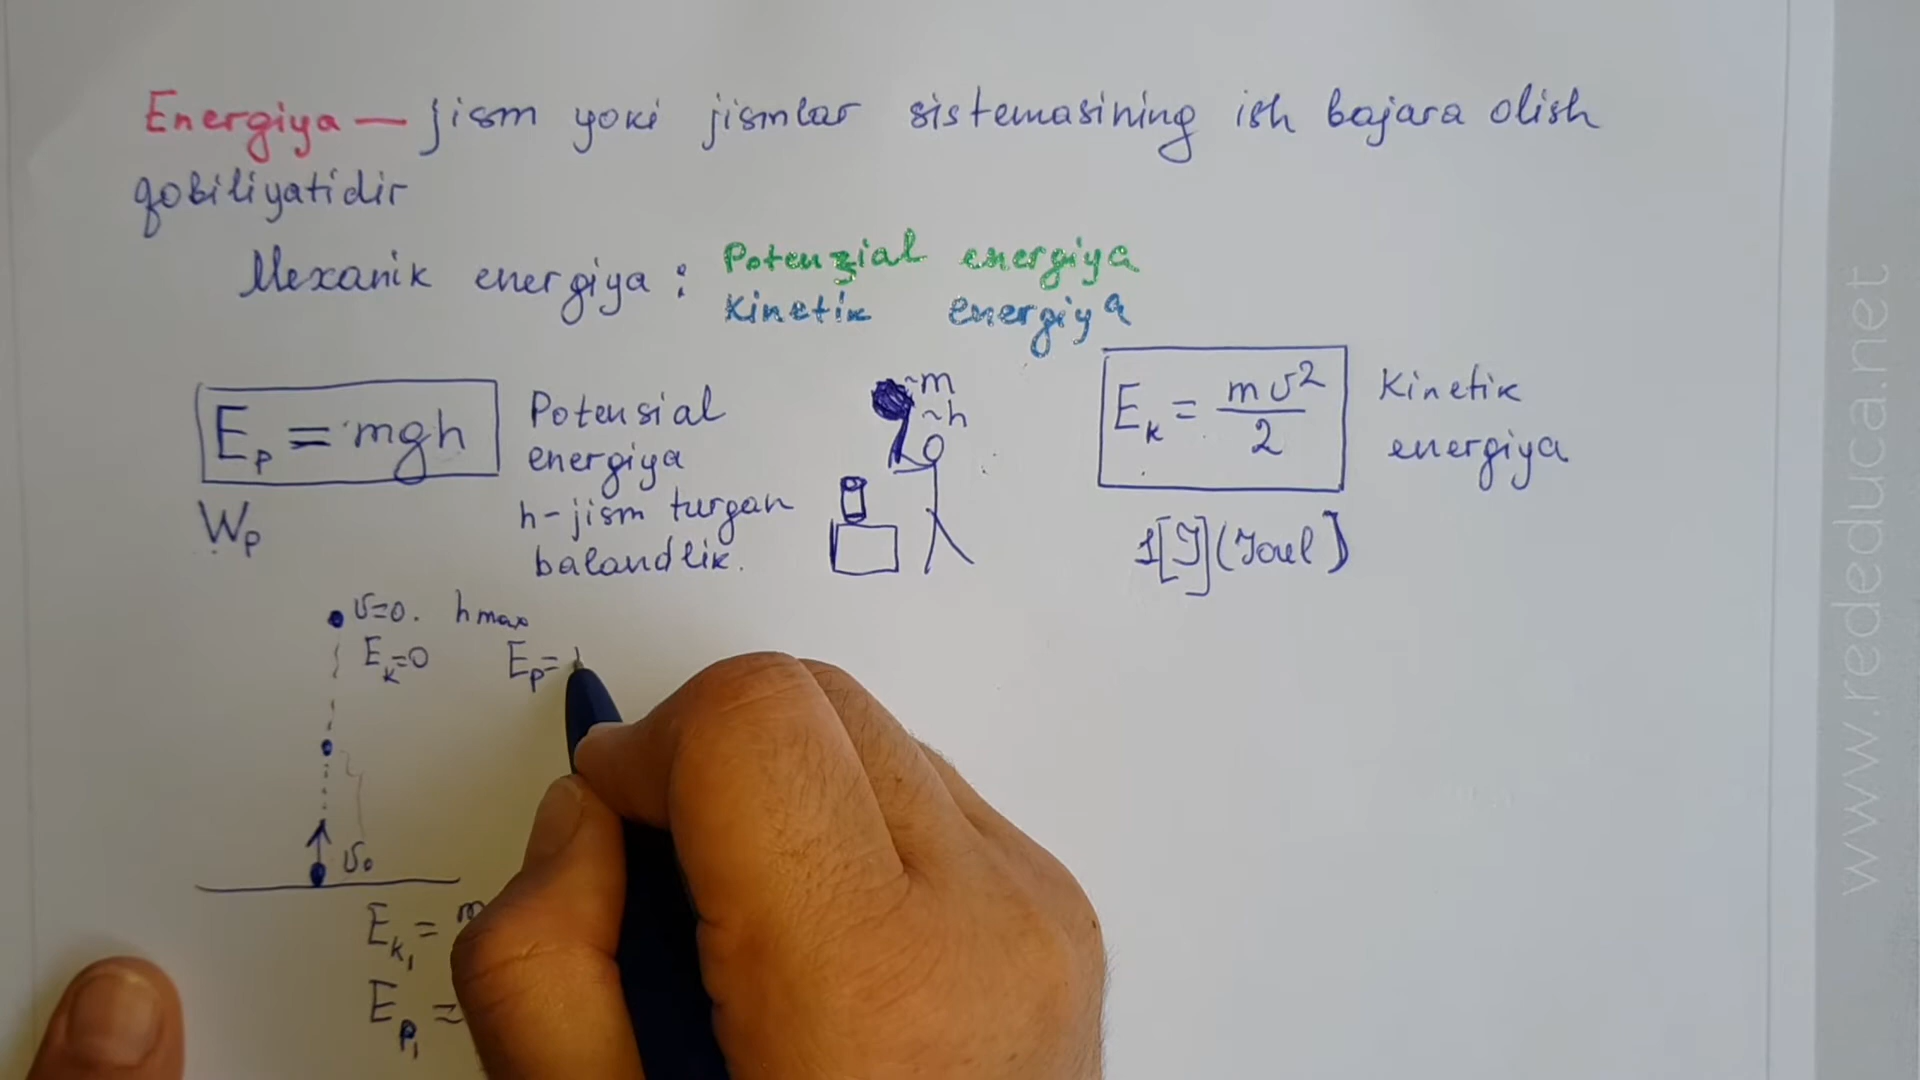 Energiya — jism yoki jismlar sistemasining ish bajara olish
qobiliyatidir
Mexanik energiya : Potenzial energiya
Kinetik energiya
Ep = mgh
Potensial
energiya
h-jism turgan
balandlik.
Wp
~m
~h
Ek = mυ²/2
Kinetik
energiya
1[J](Joul)
υ=0. hmax
Ek=0 Ep=
υ₀
Ek₁ = m
Ep₁ =
www.rededuca.net